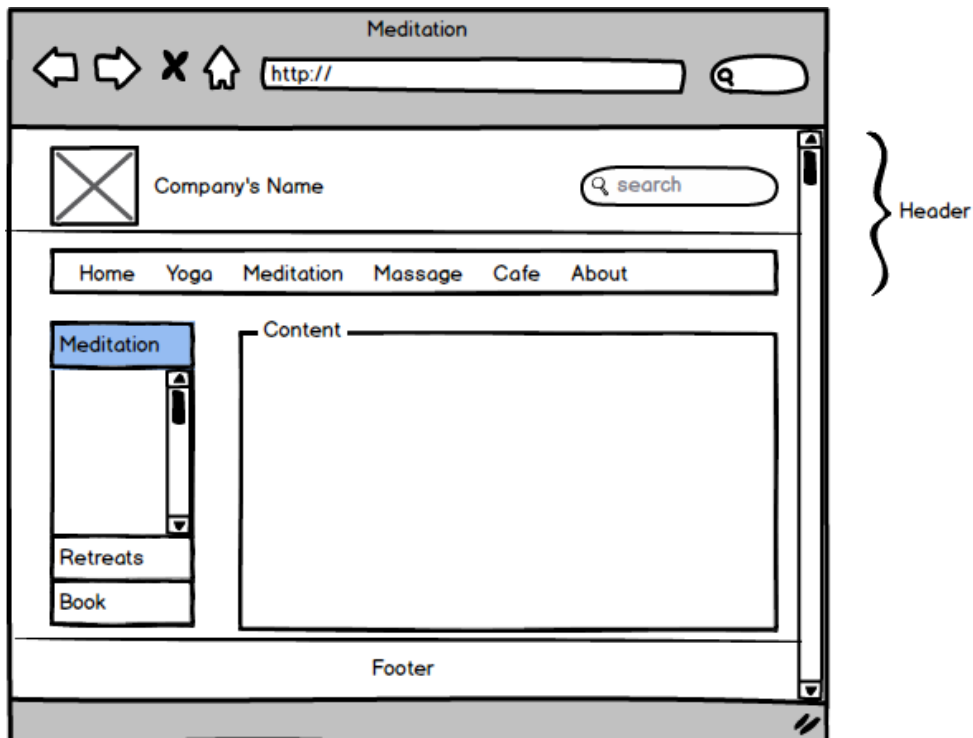 Meditation
http://
Company's Name
search
Header
Home Yoga Meditation Massage Cafe About
Meditation
Content
Retreats
Book
Footer